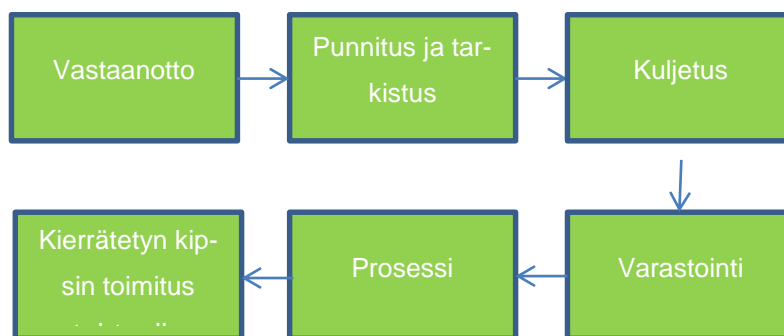 Vastaanotto
Punnitus ja tar-
kistus
Kuljetus
Kierrätetyn kip-
sin toimitus
Prosessi
Varastointi